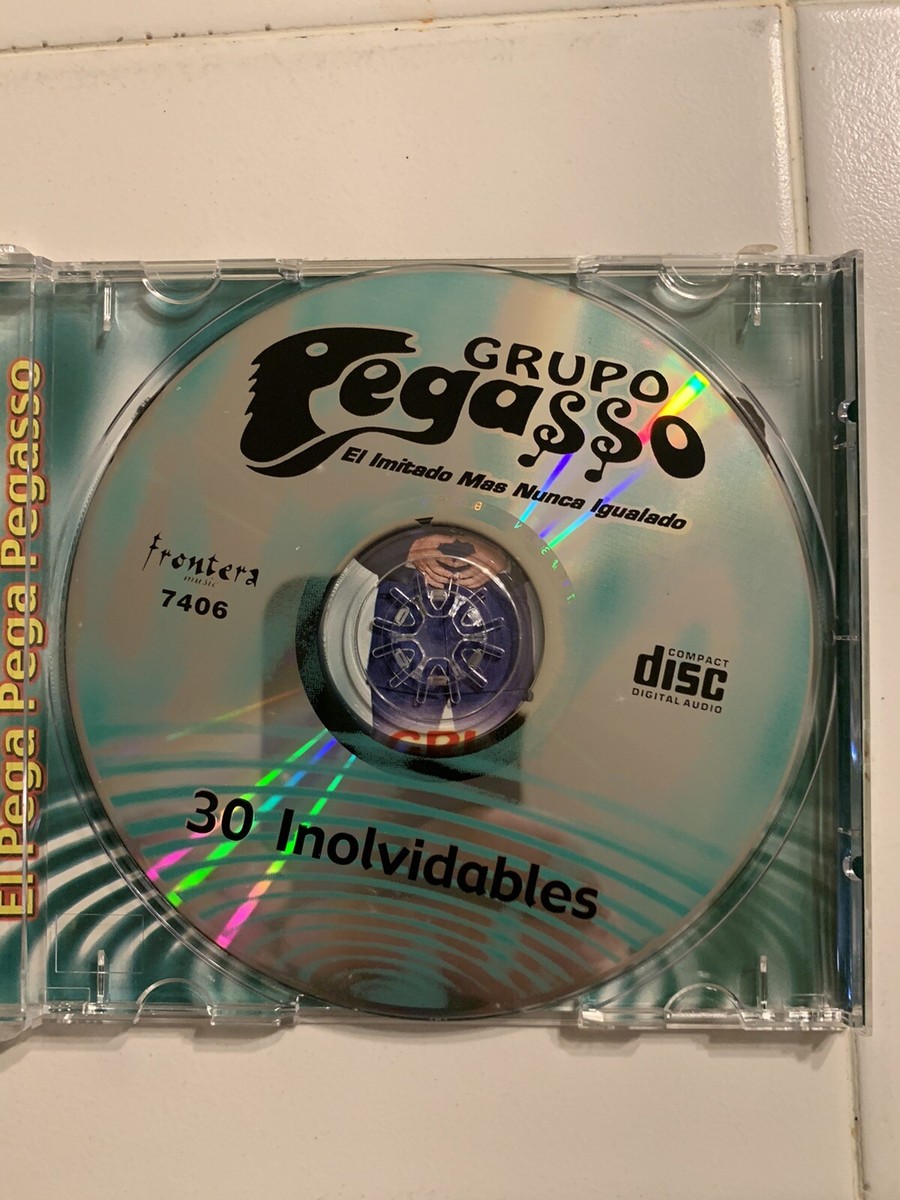 El Pega Pega Pegasso
GRUPO
Pegasso
El Imitado Mas Nunca Igualado
frontera
music
7406
COMPACT
disc
DIGITAL AUDIO
30 Inolvidables